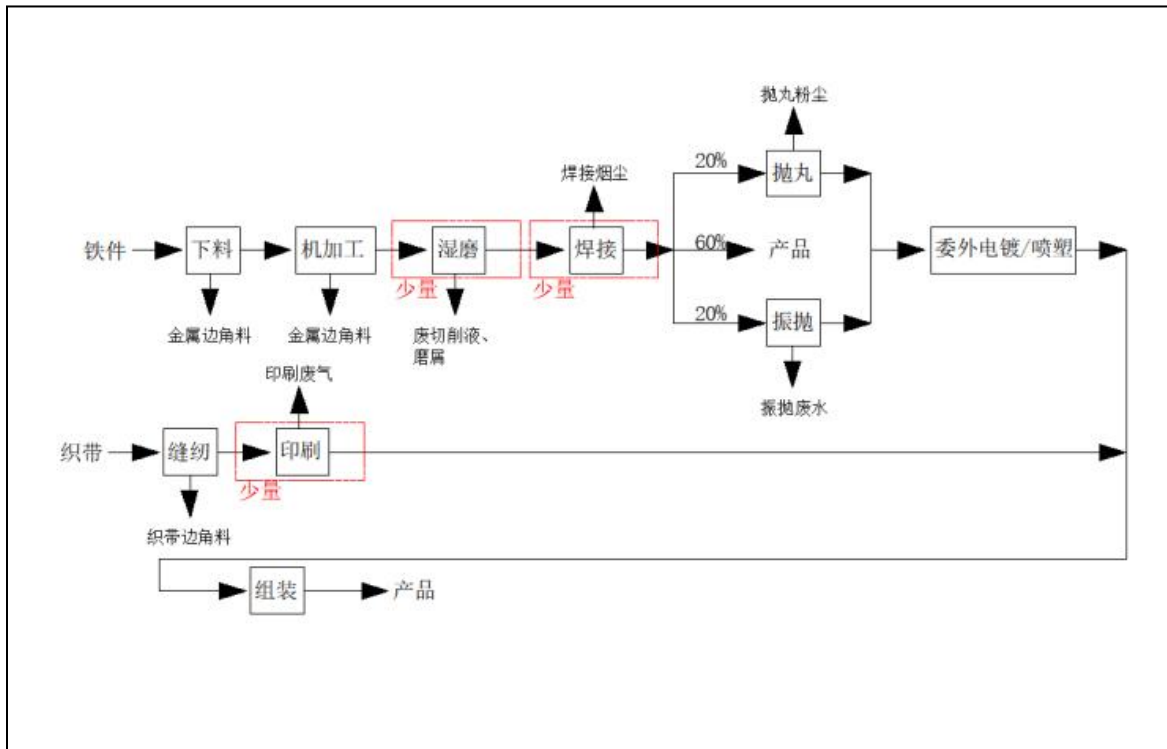 抛丸粉尘
焊接烟尘
20%
抛丸
铁件
下料
机加工
湿磨
焊接
60%
产品
委外电镀/喷塑
少量
少量
20%
振抛
金属边角料
金属边角料
废切削液、
磨屑
印刷废气
振抛废水
织带
缝纫
印刷
少量
织带边角料
组装
产品